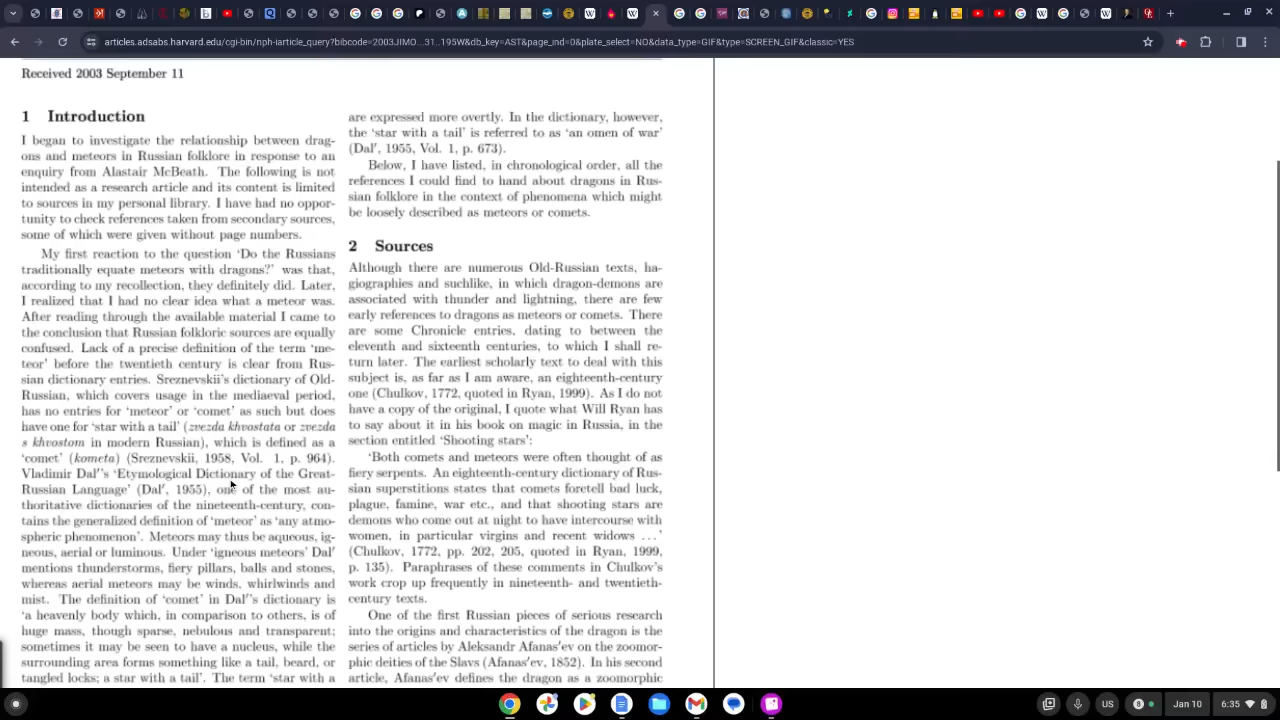 articles.adsabs.harvard.edu/cgi-bin/nph-iarticle_query?bibcode=2003JIMO...31..195W&db_key=AST&page_ind=0&plate_select=NO&data_type=GIF&type=SCREEN_GIF&classic=YES
Received 2003 September 11
1 Introduction
I began to investigate the relationship between drag-
ons and meteors in Russian folklore in response to an
enquiry from Alastair McBeath. The following is not
intended as a research article and its content is limited
to sources in my personal library. I have had no oppor-
tunity to check references taken from secondary sources,
some of which were given without page numbers.
My first reaction to the question ‘Do the Russians
traditionally equate meteors with dragons?’ was that,
according to my recollection, they definitely did. Later,
I realized that I had no clear idea what a meteor was.
After reading through the available material I came to
the conclusion that Russian folkloric sources are equally
confused. Lack of a precise definition of the term ‘me-
teor’ before the twentieth century is clear from Rus-
sian dictionary entries. Sreznevskii’s dictionary of Old-
Russian, which covers usage in the mediaeval period,
has no entries for ‘meteor’ or ‘comet’ as such but does
have one for ‘star with a tail’ (zvezda khvostata or zvezda
s khvostom in modern Russian), which is defined as a
‘comet’ (kometa) (Sreznevskii, 1958, Vol. 1, p. 964).
Vladimir Dal′’s ‘Etymological Dictionary of the Great-
Russian Language’ (Dal′, 1955), one of the most au-
thoritative dictionaries of the nineteenth-century, con-
tains the generalized definition of ‘meteor’ as ‘any atmo-
spheric phenomenon’. Meteors may thus be aqueous, ig-
neous, aerial or luminous. Under ‘igneous meteors’ Dal′
mentions thunderstorms, fiery pillars, balls and stones,
whereas aerial meteors may be winds, whirlwinds and
mist. The definition of ‘comet’ in Dal′’s dictionary is
‘a heavenly body which, in comparison to others, is of
huge mass, though sparse, nebulous and transparent;
sometimes it may be seen to have a nucleus, while the
surrounding area forms something like a tail, beard, or
tangled locks; a star with a tail’. The term ‘star with a
are expressed more overtly. In the dictionary, however,
the ‘star with a tail’ is referred to as ‘an omen of war’
(Dal′, 1955, Vol. 1, p. 673).
Below, I have listed, in chronological order, all the
references I could find to hand about dragons in Rus-
sian folklore in the context of phenomena which might
be loosely described as meteors or comets.
2 Sources
Although there are numerous Old-Russian texts, ha-
giographies and suchlike, in which dragon-demons are
associated with thunder and lightning, there are few
early references to dragons as meteors or comets. There
are some Chronicle entries, dating to between the
eleventh and sixteenth centuries, to which I shall re-
turn later. The earliest scholarly text to deal with this
subject is, as far as I am aware, an eighteenth-century
one (Chulkov, 1772, quoted in Ryan, 1999). As I do not
have a copy of the original, I quote what Will Ryan has
to say about it in his book on magic in Russia, in the
section entitled ‘Shooting stars’:
‘Both comets and meteors were often thought of as
fiery serpents. An eighteenth-century dictionary of Rus-
sian superstitions states that comets foretell bad luck,
plague, famine, war etc., and that shooting stars are
demons who come out at night to have intercourse with
women, in particular virgins and recent widows ...’
(Chulkov, 1772, pp. 202, 205, quoted in Ryan, 1999,
p. 135). Paraphrases of these comments in Chulkov’s
work crop up frequently in nineteenth- and twentieth-
century texts.
One of the first Russian pieces of serious research
into the origins and characteristics of the dragon is the
series of articles by Aleksandr Afanas′ev on the zoomor-
phic deities of the Slavs (Afanas′ev, 1852). In his second
article, Afanas′ev defines the dragon as a zoomorphic
US
8
Jan 10
6:35